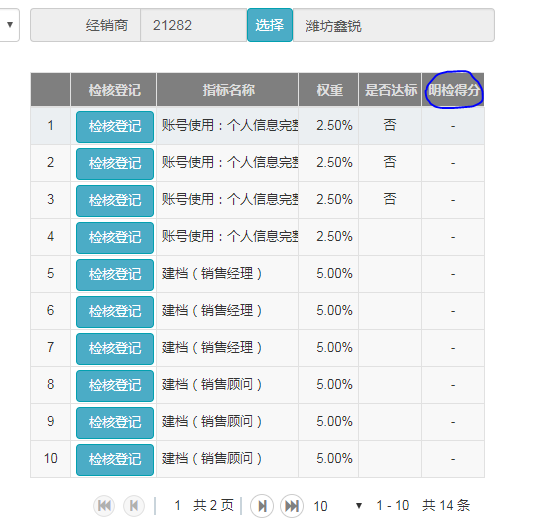 经销商 21282 选择 潍坊鑫锐
检核登记 指标名称 权重 是否达标 明检得分
1 检核登记 账号使用：个人信息完整 2.50% 否 -
2 检核登记 账号使用：个人信息完整 2.50% 否 -
3 检核登记 账号使用：个人信息完整 2.50% 否 -
4 检核登记 账号使用：个人信息完整 2.50% -
5 检核登记 建档（销售经理） 5.00% -
6 检核登记 建档（销售经理） 5.00% -
7 检核登记 建档（销售经理） 5.00% -
8 检核登记 建档（销售顾问） 5.00% -
9 检核登记 建档（销售顾问） 5.00% -
10 检核登记 建档（销售顾问） 5.00% -
1 共 2 页 10 1 - 10 共 14 条